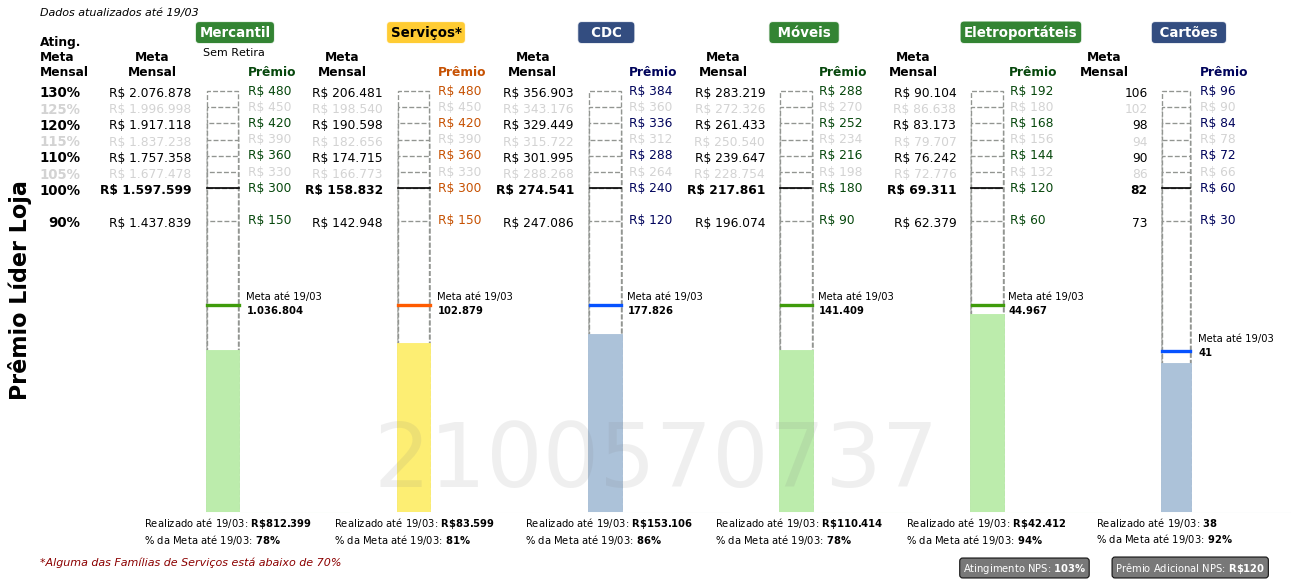 Dados atualizados até 19/03
Mercantil Serviços* CDC Móveis Eletroportáteis Cartões
Sem Retira
Ating. Meta Mensal
Meta Mensal Prêmio Meta Mensal Prêmio Meta Mensal Prêmio Meta Mensal Prêmio Meta Mensal Prêmio Meta Mensal Prêmio
130% R$ 2.076.878 R$ 480 R$ 206.481 R$ 480 R$ 356.903 R$ 384 R$ 283.219 R$ 288 R$ 90.104 R$ 192 106 R$ 96
125% R$ 1.996.998 R$ 450 R$ 198.540 R$ 450 R$ 343.176 R$ 360 R$ 272.326 R$ 270 R$ 86.638 R$ 180 102 R$ 90
120% R$ 1.917.118 R$ 420 R$ 190.598 R$ 420 R$ 329.449 R$ 336 R$ 261.433 R$ 252 R$ 83.173 R$ 168 98 R$ 84
115% R$ 1.837.238 R$ 390 R$ 182.656 R$ 390 R$ 315.722 R$ 312 R$ 250.540 R$ 234 R$ 79.707 R$ 156 94 R$ 78
110% R$ 1.757.358 R$ 360 R$ 174.715 R$ 360 R$ 301.995 R$ 288 R$ 239.647 R$ 216 R$ 76.242 R$ 144 90 R$ 72
105% R$ 1.677.478 R$ 330 R$ 166.773 R$ 330 R$ 288.268 R$ 264 R$ 228.754 R$ 198 R$ 72.776 R$ 132 86 R$ 66
100% R$ 1.597.599 R$ 300 R$ 158.832 R$ 300 R$ 274.541 R$ 240 R$ 217.861 R$ 180 R$ 69.311 R$ 120 82 R$ 60
90% R$ 1.437.839 R$ 150 R$ 142.948 R$ 150 R$ 247.086 R$ 120 R$ 196.074 R$ 90 R$ 62.379 R$ 60 73 R$ 30
Prêmio Líder Loja
Meta até 19/03 Meta até 19/03 Meta até 19/03 Meta até 19/03 Meta até 19/03
1.036.804 102.879 177.826 141.409 44.967
Meta até 19/03
41
2100570737
Realizado até 19/03: R$812.399 Realizado até 19/03: R$83.599 Realizado até 19/03: R$153.106 Realizado até 19/03: R$110.414 Realizado até 19/03: R$42.412 Realizado até 19/03: 38
% da Meta até 19/03: 78% % da Meta até 19/03: 81% % da Meta até 19/03: 86% % da Meta até 19/03: 78% % da Meta até 19/03: 94% % da Meta até 19/03: 92%
*Alguma das Famílias de Serviços está abaixo de 70%
Atingimento NPS: 103% Prêmio Adicional NPS: R$120